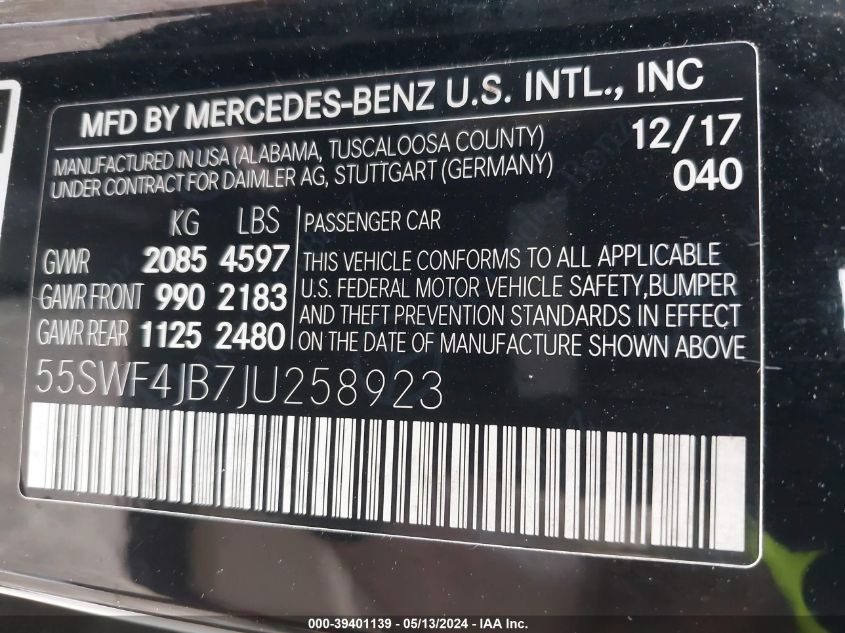 MFD BY MERCEDES-BENZ U.S. INTL., INC
MANUFACTURED IN USA (ALABAMA, TUSCALOOSA COUNTY) 12/17
UNDER CONTRACT FOR DAIMLER AG, STUTTGART (GERMANY) 040
KG LBS PASSENGER CAR
GVWR 2085 4597 THIS VEHICLE CONFORMS TO ALL APPLICABLE
GAWR FRONT 990 2183 U.S. FEDERAL MOTOR VEHICLE SAFETY, BUMPER
AND THEFT PREVENTION STANDARDS IN EFFECT
GAWR REAR 1125 2480 ON THE DATE OF MANUFACTURE SHOWN ABOVE
55SWF4JB7JU258923
000-39401139 - 05/13/2024 - IAA Inc.